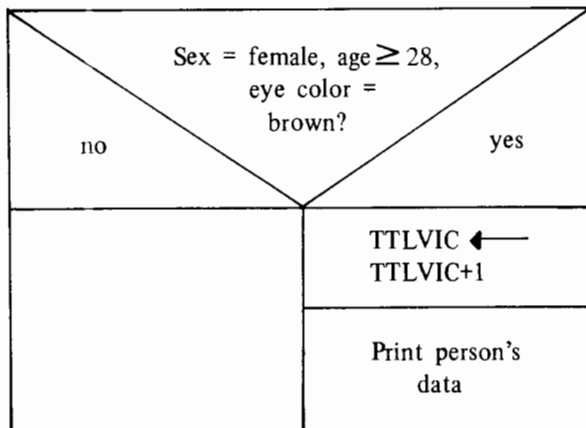 Sex = female, age ≥ 28,
eye color =
brown?
no
yes
TTLVIC ←
TTLVIC+1
Print person's
data